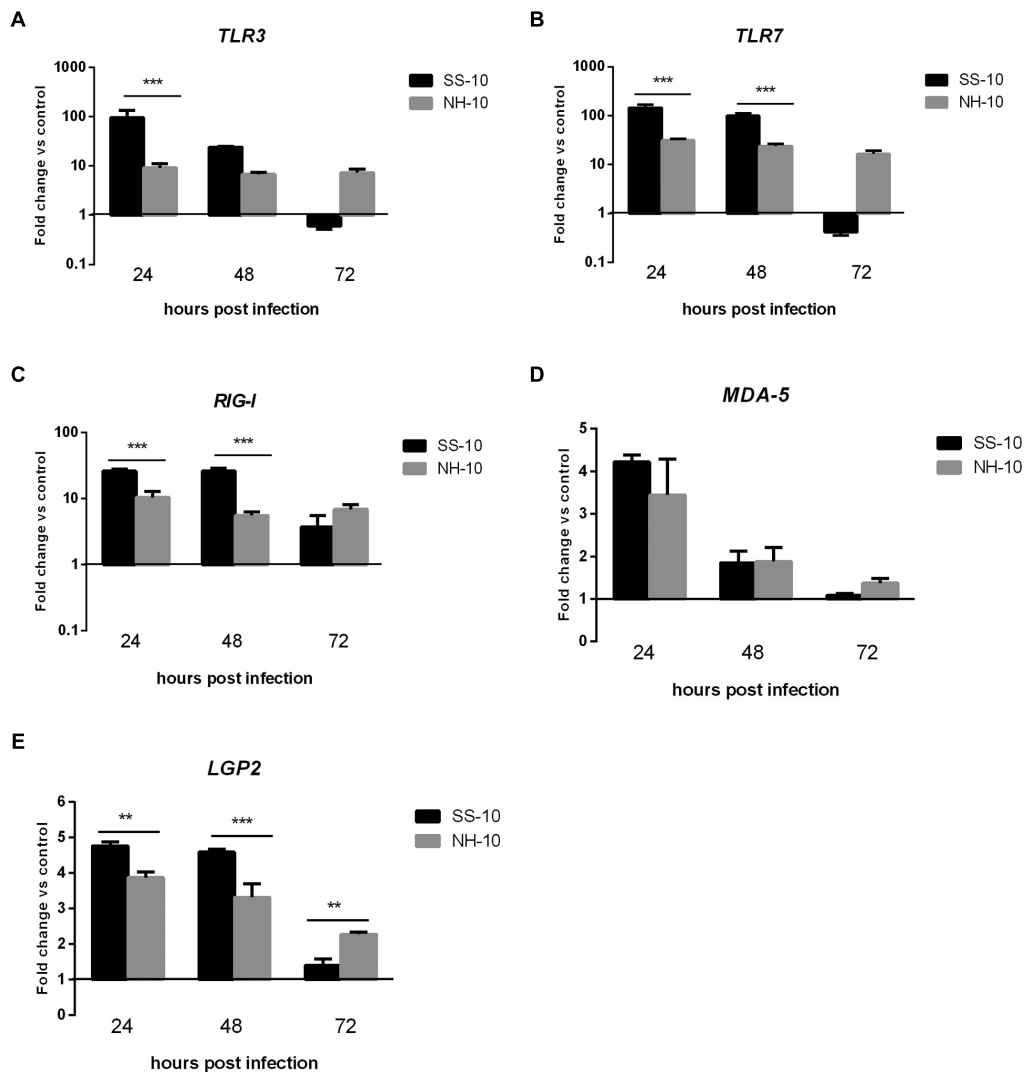 A
TLR3
Fold change vs control
1000
100
10
1
0.1
***
24
48
72
hours post infection
SS-10
NH-10
B
TLR7
Fold change vs control
1000
100
10
1
0.1
***
***
24
48
72
hours post infection
SS-10
NH-10
C
RIG-I
Fold change vs control
100
10
1
0.1
***
***
24
48
72
hours post infection
SS-10
NH-10
D
MDA-5
Fold change vs control
5
4
3
2
1
0
24
48
72
hours post infection
SS-10
NH-10
E
LGP2
Fold change vs control
6
5
4
3
2
1
0
**
***
**
24
48
72
hours post infection
SS-10
NH-10